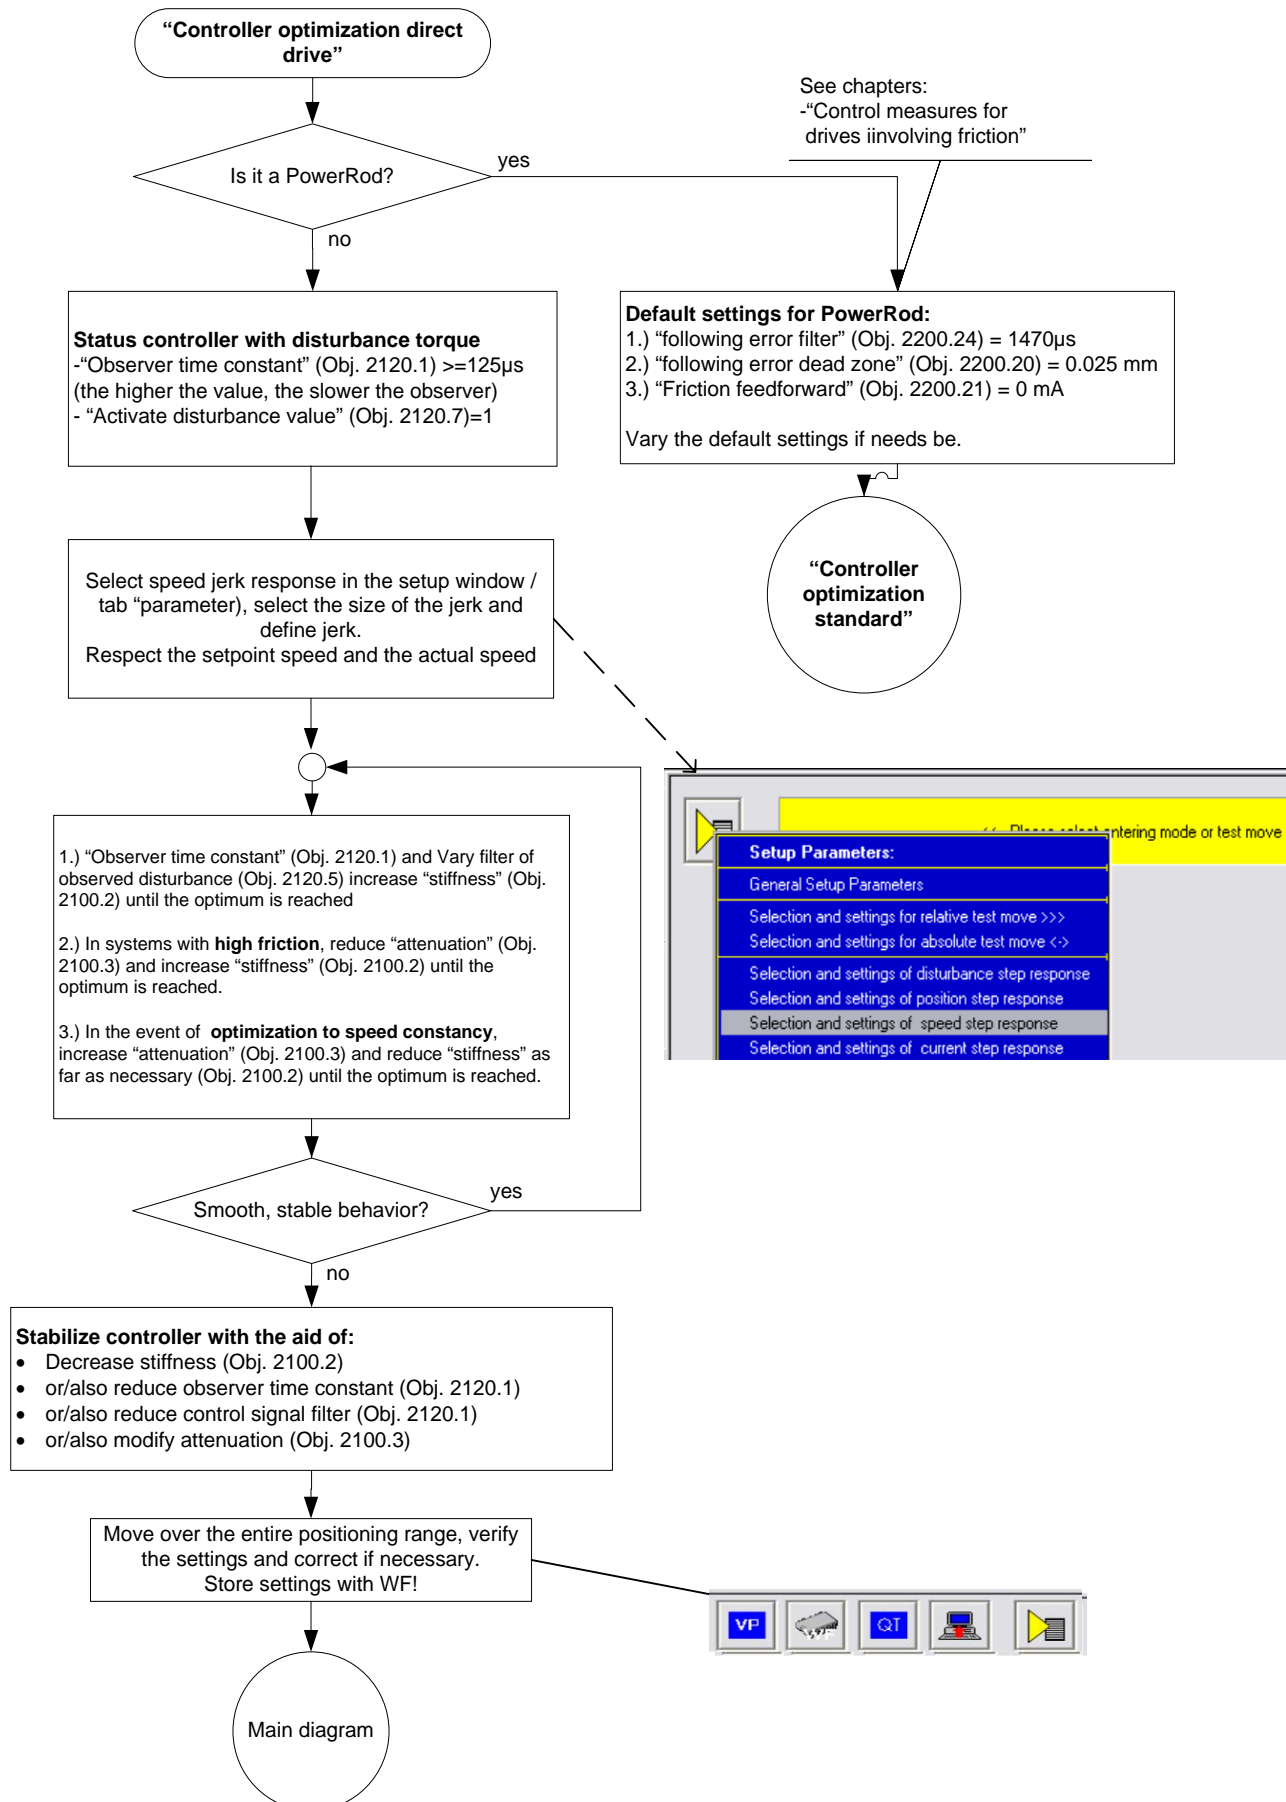 “Controller optimization direct
drive”
See chapters:
-“Control measures for
drives iinvolving friction”
Is it a PowerRod?
yes
no
Status controller with disturbance torque
-“Observer time constant” (Obj. 2120.1) >=125µs
(the higher the value, the slower the observer)
- “Activate disturbance value” (Obj. 2120.7)=1
Default settings for PowerRod:
1.) “following error filter” (Obj. 2200.24) = 1470µs
2.) “following error dead zone” (Obj. 2200.20) = 0.025 mm
3.) “Friction feedforward” (Obj. 2200.21) = 0 mA
Vary the default settings if needs be.
“Controller
optimization
standard”
Select speed jerk response in the setup window /
tab “parameter), select the size of the jerk and
define jerk.
Respect the setpoint speed and the actual speed
<< Please select entering mode or test move
Setup Parameters:
General Setup Parameters
Selection and settings for relative test move >>>
Selection and settings for absolute test move <->
Selection and settings of disturbance step response
Selection and settings of position step response
Selection and settings of speed step response
Selection and settings of current step response
1.) “Observer time constant” (Obj. 2120.1) and Vary filter of
observed disturbance (Obj. 2120.5) increase “stiffness” (Obj.
2100.2) until the optimum is reached
2.) In systems with high friction, reduce “attenuation” (Obj.
2100.3) and increase “stiffness” (Obj. 2100.2) until the
optimum is reached.
3.) In the event of optimization to speed constancy,
increase “attenuation” (Obj. 2100.3) and reduce “stiffness” as
far as necessary (Obj. 2100.2) until the optimum is reached.
Smooth, stable behavior?
yes
no
Stabilize controller with the aid of:
• Decrease stiffness (Obj. 2100.2)
• or/also reduce observer time constant (Obj. 2120.1)
• or/also reduce control signal filter (Obj. 2120.1)
• or/also modify attenuation (Obj. 2100.3)
Move over the entire positioning range, verify
the settings and correct if necessary.
Store settings with WF!
VP
QT
Main diagram